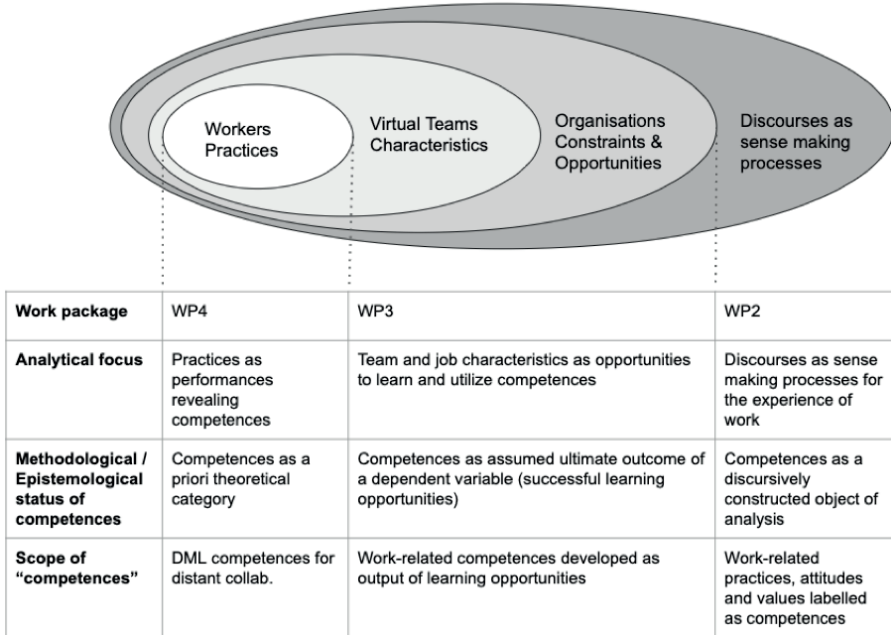 Workers
Practices
Virtual Teams
Characteristics
Organisations
Constraints &
Opportunities
Discourses as
sense making
processes
Work package
WP4
WP3
WP2
Analytical focus
Practices as
performances
revealing
competences
Team and job characteristics as opportunities
to learn and utilize competences
Discourses as sense
making processes for
the experience of
work
Methodological /
Epistemological
status of
competences
Competences as a
priori theoretical
category
Competences as assumed ultimate outcome of
a dependent variable (successful learning
opportunities)
Competences as a
discursively
constructed object of
analysis
Scope of
“competences”
DML competences for
distant collab.
Work-related competences developed as
output of learning opportunities
Work-related
practices, attitudes
and values labelled
as competences